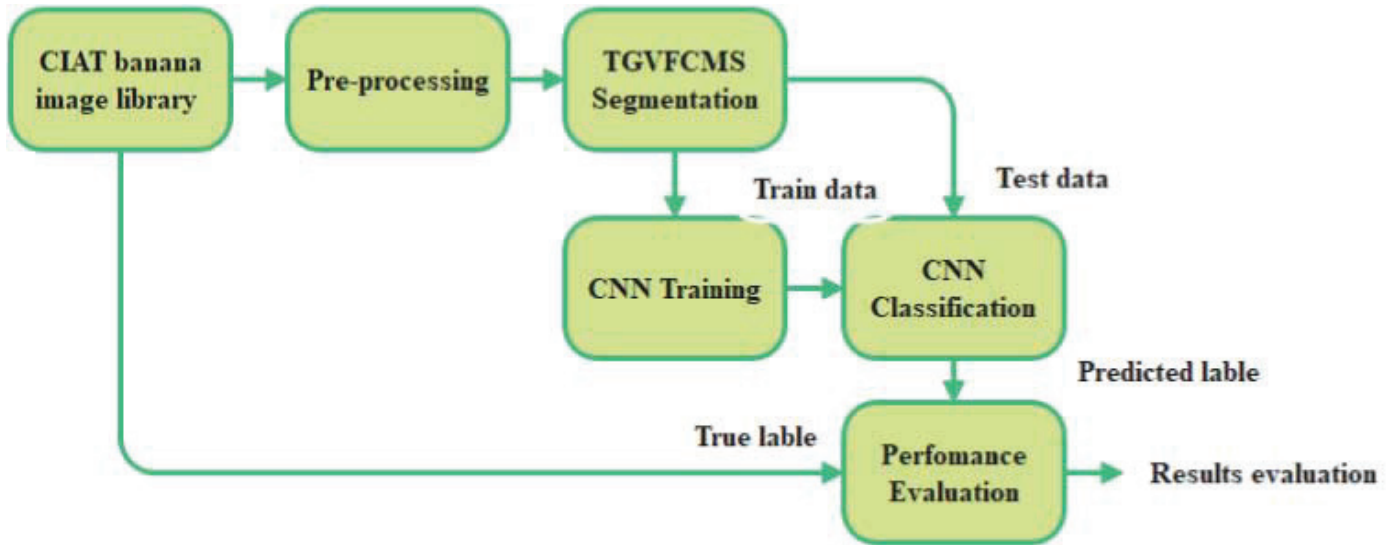 CIAT banana
image library
Pre-processing
TGVFCMS
Segmentation
Train data
Test data
CNN Training
CNN
Classification
Predicted lable
True lable
Perfomance
Evaluation
Results evaluation